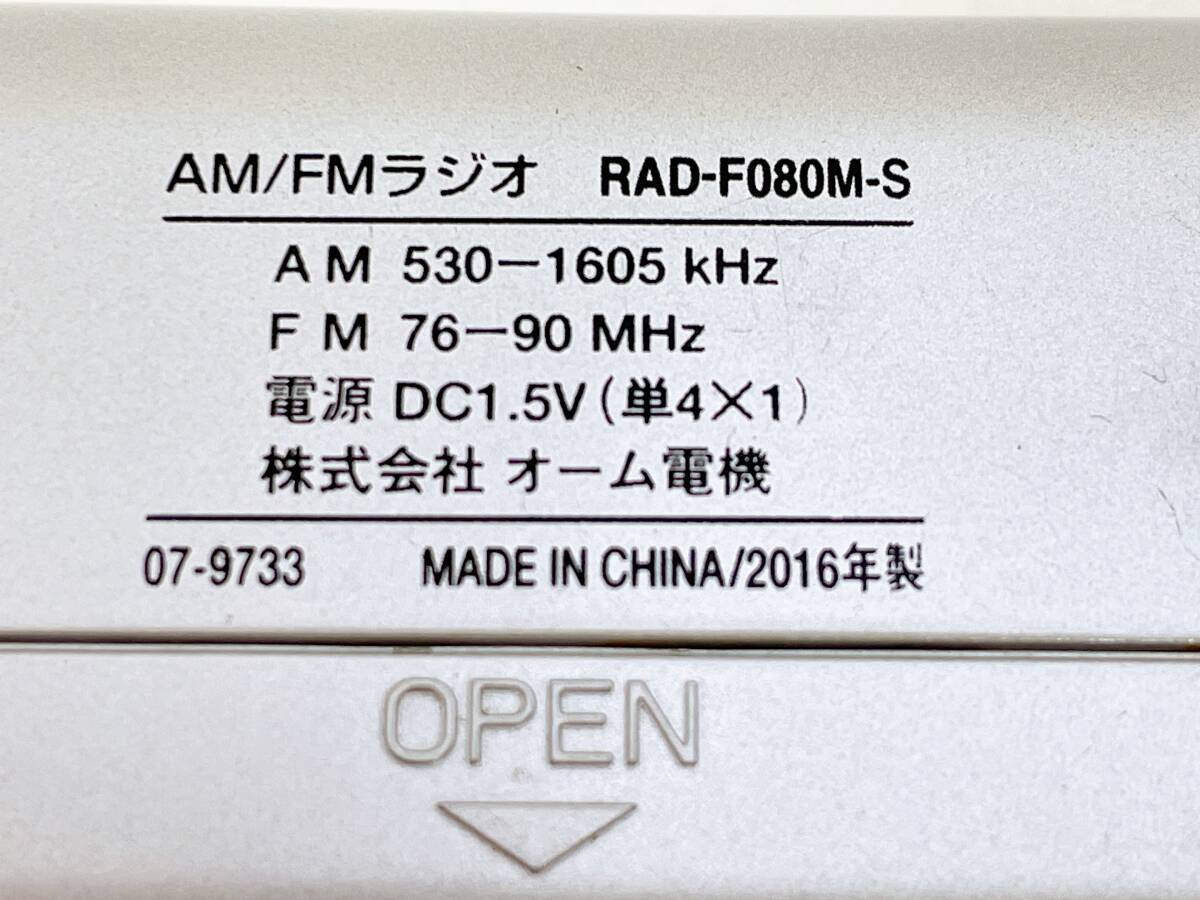 AM/FMラジオ RAD-F080M-S
AM 530-1605 kHz
FM 76-90 MHz
電源 DC1.5V(単4×1)
株式会社 オーム電機
07-9733 MADE IN CHINA/2016年製
OPEN